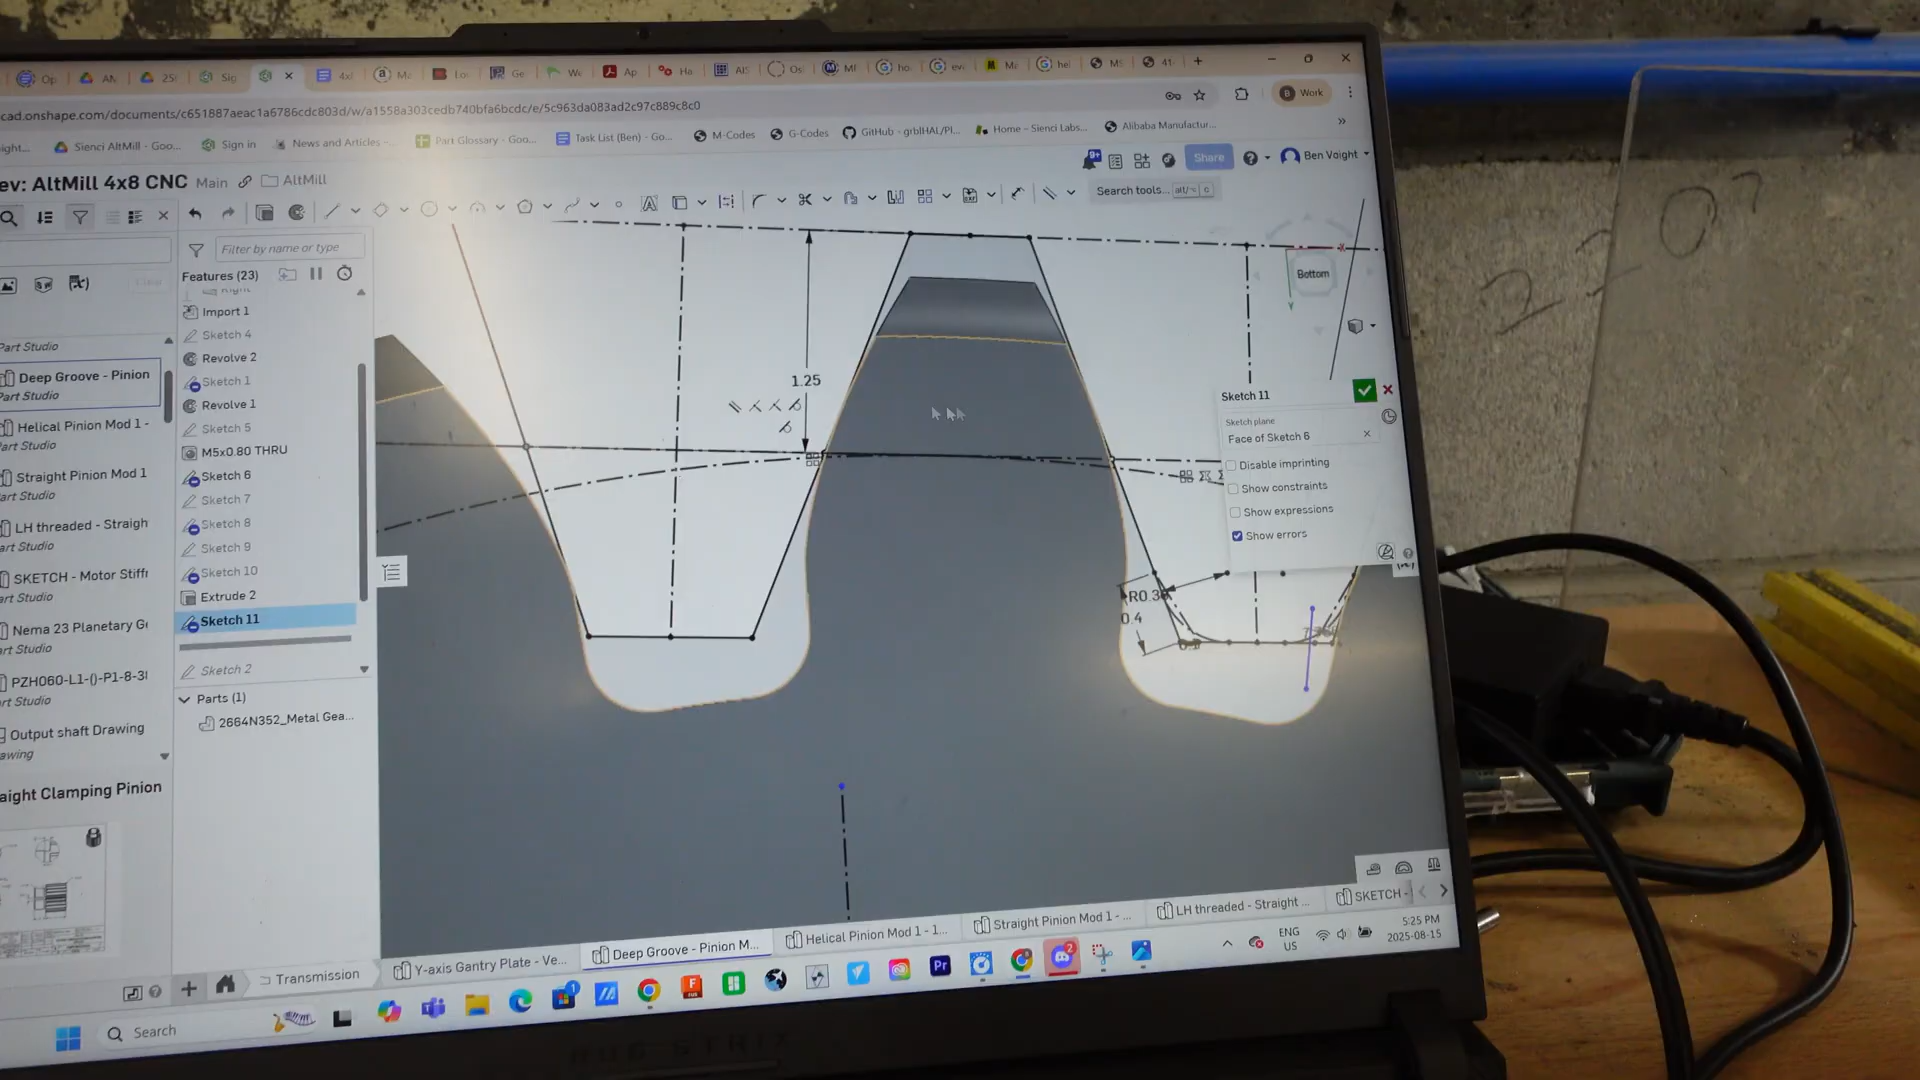 Work
cad.onshape.com/documents/c651887aeac1a6786cdc803d/w/a1558a303cedb740bfa6bcdc/e/5c963da083ad2c97c889c8c0
Sienci AltMill - Goo...
Sign in
News and Articles -...
Part Glossary - Goo...
Task List (Ben) - Go...
M-Codes
G-Codes
GitHub - grblHAL/Pl...
Home - Sienci Labs...
Alibaba Manufactur...
ev: AltMill 4x8 CNC
Main
AltMill
Share
Ben Voight
Search tools...
alt/⌥
c
Filter by name or type
Features (23)
Import 1
Sketch 4
Revolve 2
Sketch 1
Revolve 1
Sketch 5
M5x0.80 THRU
Sketch 6
Sketch 7
Sketch 8
Sketch 9
Sketch 10
Extrude 2
Sketch 11
Sketch 2
Parts (1)
2664N352_Metal Gea...
Part Studio
Deep Groove - Pinion
Part Studio
Helical Pinion Mod 1 -
Part Studio
Straight Pinion Mod 1
art Studio
LH threaded - Straigh
art Studio
SKETCH - Motor Stiffr
art Studio
Nema 23 Planetary Ge
art Studio
PZH060-L1-()-P1-8-38
rt Studio
Output shaft Drawing
awing
aight Clamping Pinion
1.25
0.4
Bottom
Y
Sketch 11
Sketch plane
Face of Sketch 6
Disable imprinting
Show constraints
Show expressions
Show errors
Transmission
Y-axis Gantry Plate - Ve...
Deep Groove - Pinion M...
Helical Pinion Mod 1 - 1...
Straight Pinion Mod 1 - ...
LH threaded - Straight ...
SKETCH -
Search
ENG
US
5:25 PM
2025-08-15